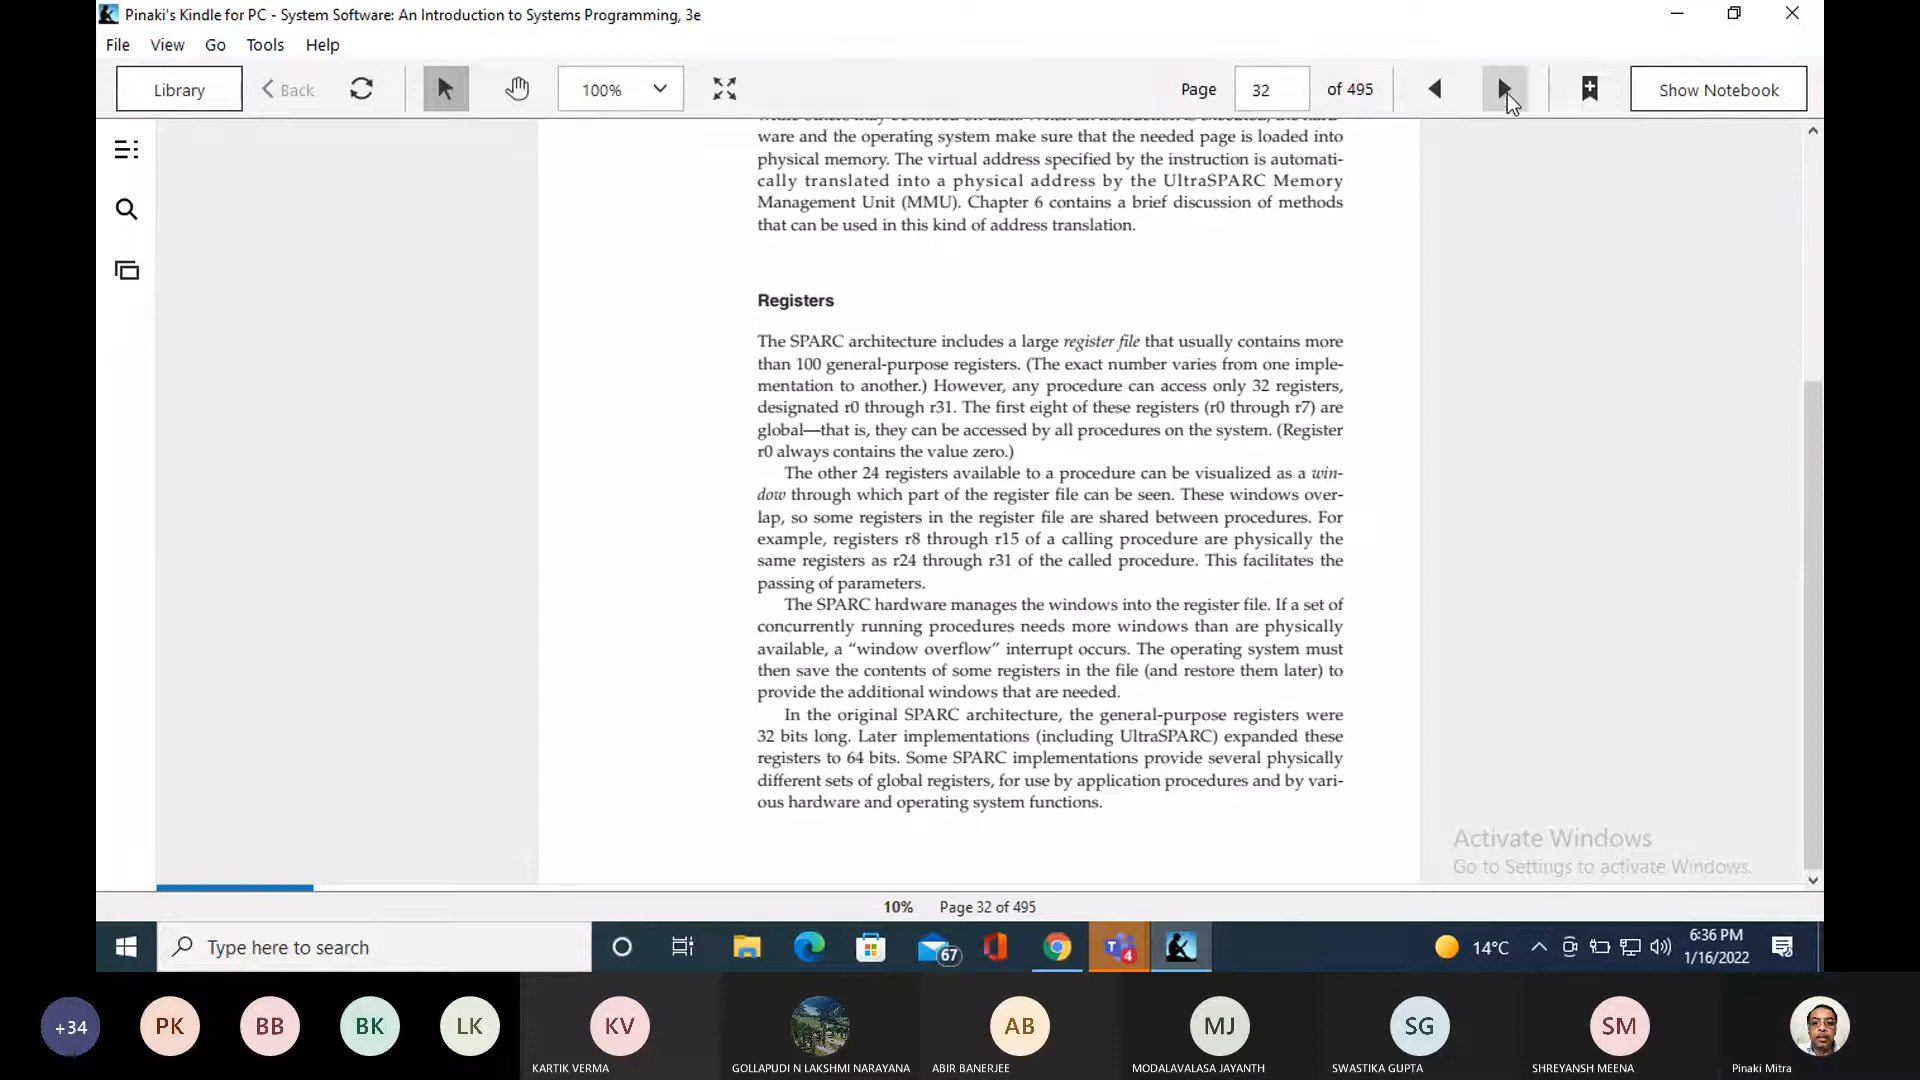 Pinaki's Kindle for PC - System Software: An Introduction to Systems Programming, 3e
File View Go Tools Help
Library Back 100% Page 32 of 495 Show Notebook
ware and the operating system make sure that the needed page is loaded into
physical memory. The virtual address specified by the instruction is automati-
cally translated into a physical address by the UltraSPARC Memory
Management Unit (MMU). Chapter 6 contains a brief discussion of methods
that can be used in this kind of address translation.
Registers
The SPARC architecture includes a large register file that usually contains more
than 100 general-purpose registers. (The exact number varies from one imple-
mentation to another.) However, any procedure can access only 32 registers,
designated r0 through r31. The first eight of these registers (r0 through r7) are
global—that is, they can be accessed by all procedures on the system. (Register
r0 always contains the value zero.)
The other 24 registers available to a procedure can be visualized as a win-
dow through which part of the register file can be seen. These windows over-
lap, so some registers in the register file are shared between procedures. For
example, registers r8 through r15 of a calling procedure are physically the
same registers as r24 through r31 of the called procedure. This facilitates the
passing of parameters.
The SPARC hardware manages the windows into the register file. If a set of
concurrently running procedures needs more windows than are physically
available, a “window overflow” interrupt occurs. The operating system must
then save the contents of some registers in the file (and restore them later) to
provide the additional windows that are needed.
In the original SPARC architecture, the general-purpose registers were
32 bits long. Later implementations (including UltraSPARC) expanded these
registers to 64 bits. Some SPARC implementations provide several physically
different sets of global registers, for use by application procedures and by vari-
ous hardware and operating system functions.
Activate Windows
Go to Settings to activate Windows.
10% Page 32 of 495
Type here to search 67 T 4 14°C 6:36 PM
1/16/2022
+34 PK BB BK LK KV AB MJ SG SM
KARTIK VERMA GOLLAPUDI N LAKSHMI NARAYANA ABIR BANERJEE MODALAVALASA JAYANTH SWASTIKA GUPTA SHREYANSH MEENA Pinaki Mitra